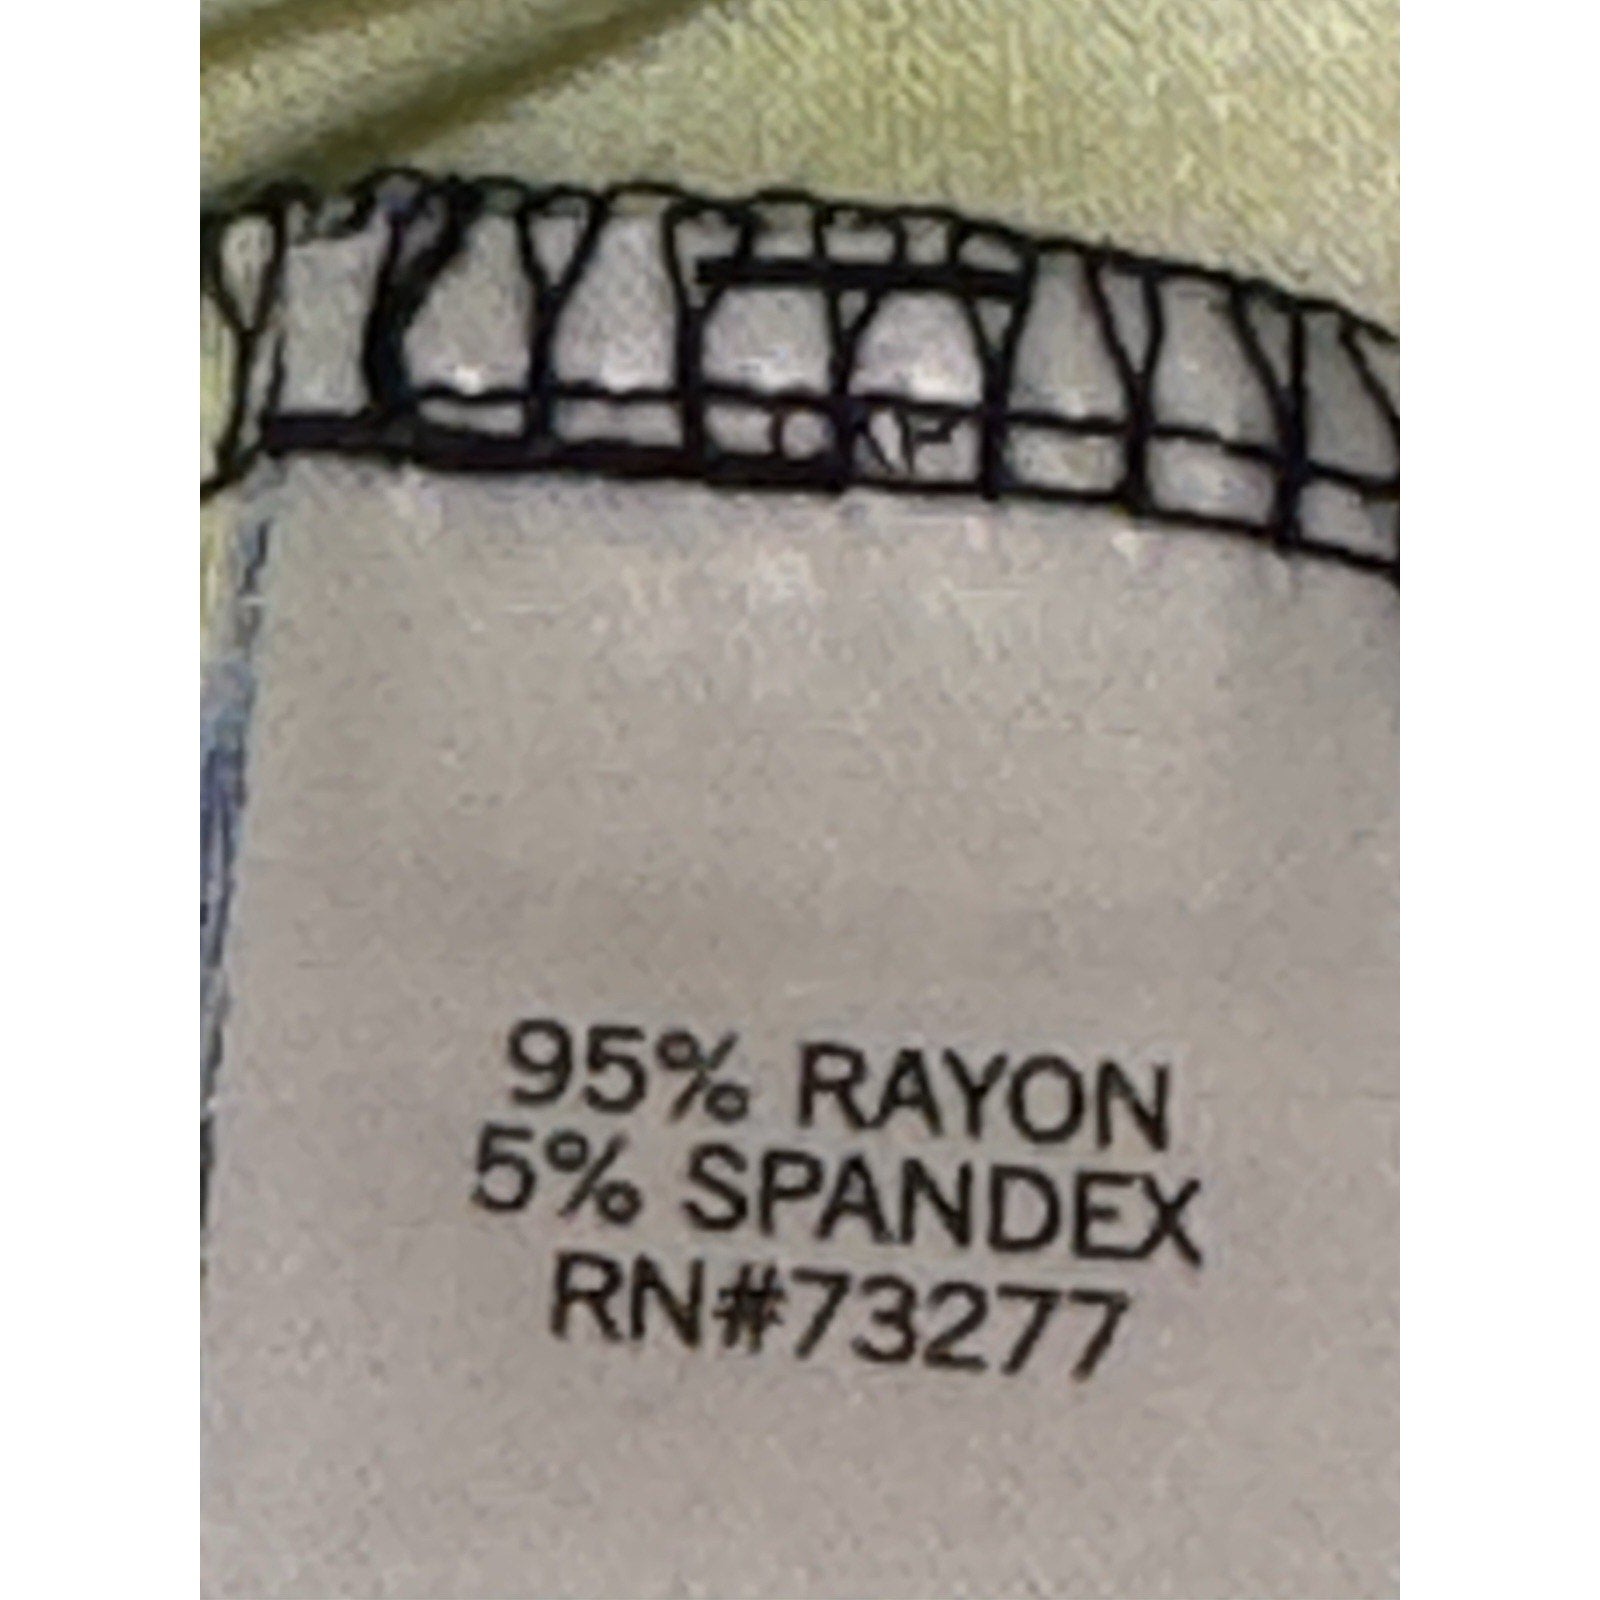 95% RAYON
5% SPANDEX
RN#73277